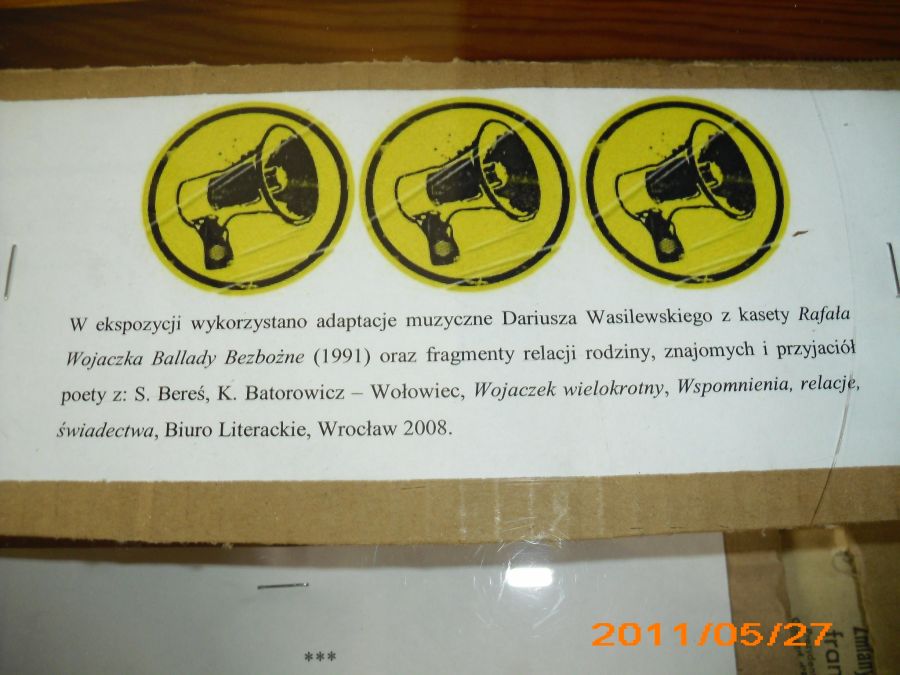 W ekspozycji wykorzystano adaptacje muzyczne Dariusza Wasilewskiego z kasety Rafała
Wojaczka Ballady Bezbożne (1991) oraz fragmenty relacji rodziny, znajomych i przyjaciół
poety z: S. Bereś, K. Batorowicz – Wołowiec, Wojaczek wielokrotny, Wspomnienia, relacje,
świadectwa, Biuro Literackie, Wrocław 2008.
***
2011/05/27